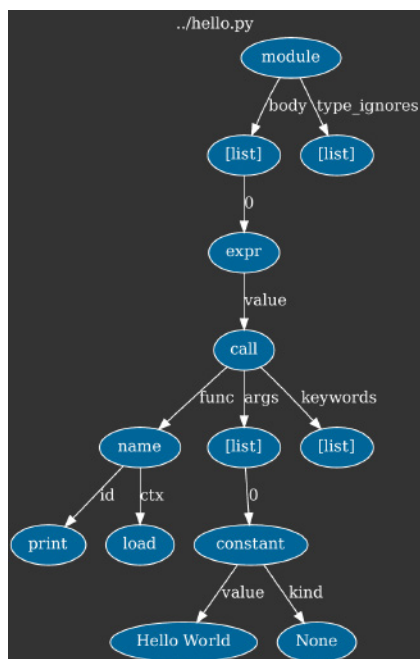 ../hello.py
module
body type_ignores
[list] [list]
0
expr
value
call
func args keywords
name [list] [list]
id ctx 0
print load constant
value kind
Hello World None